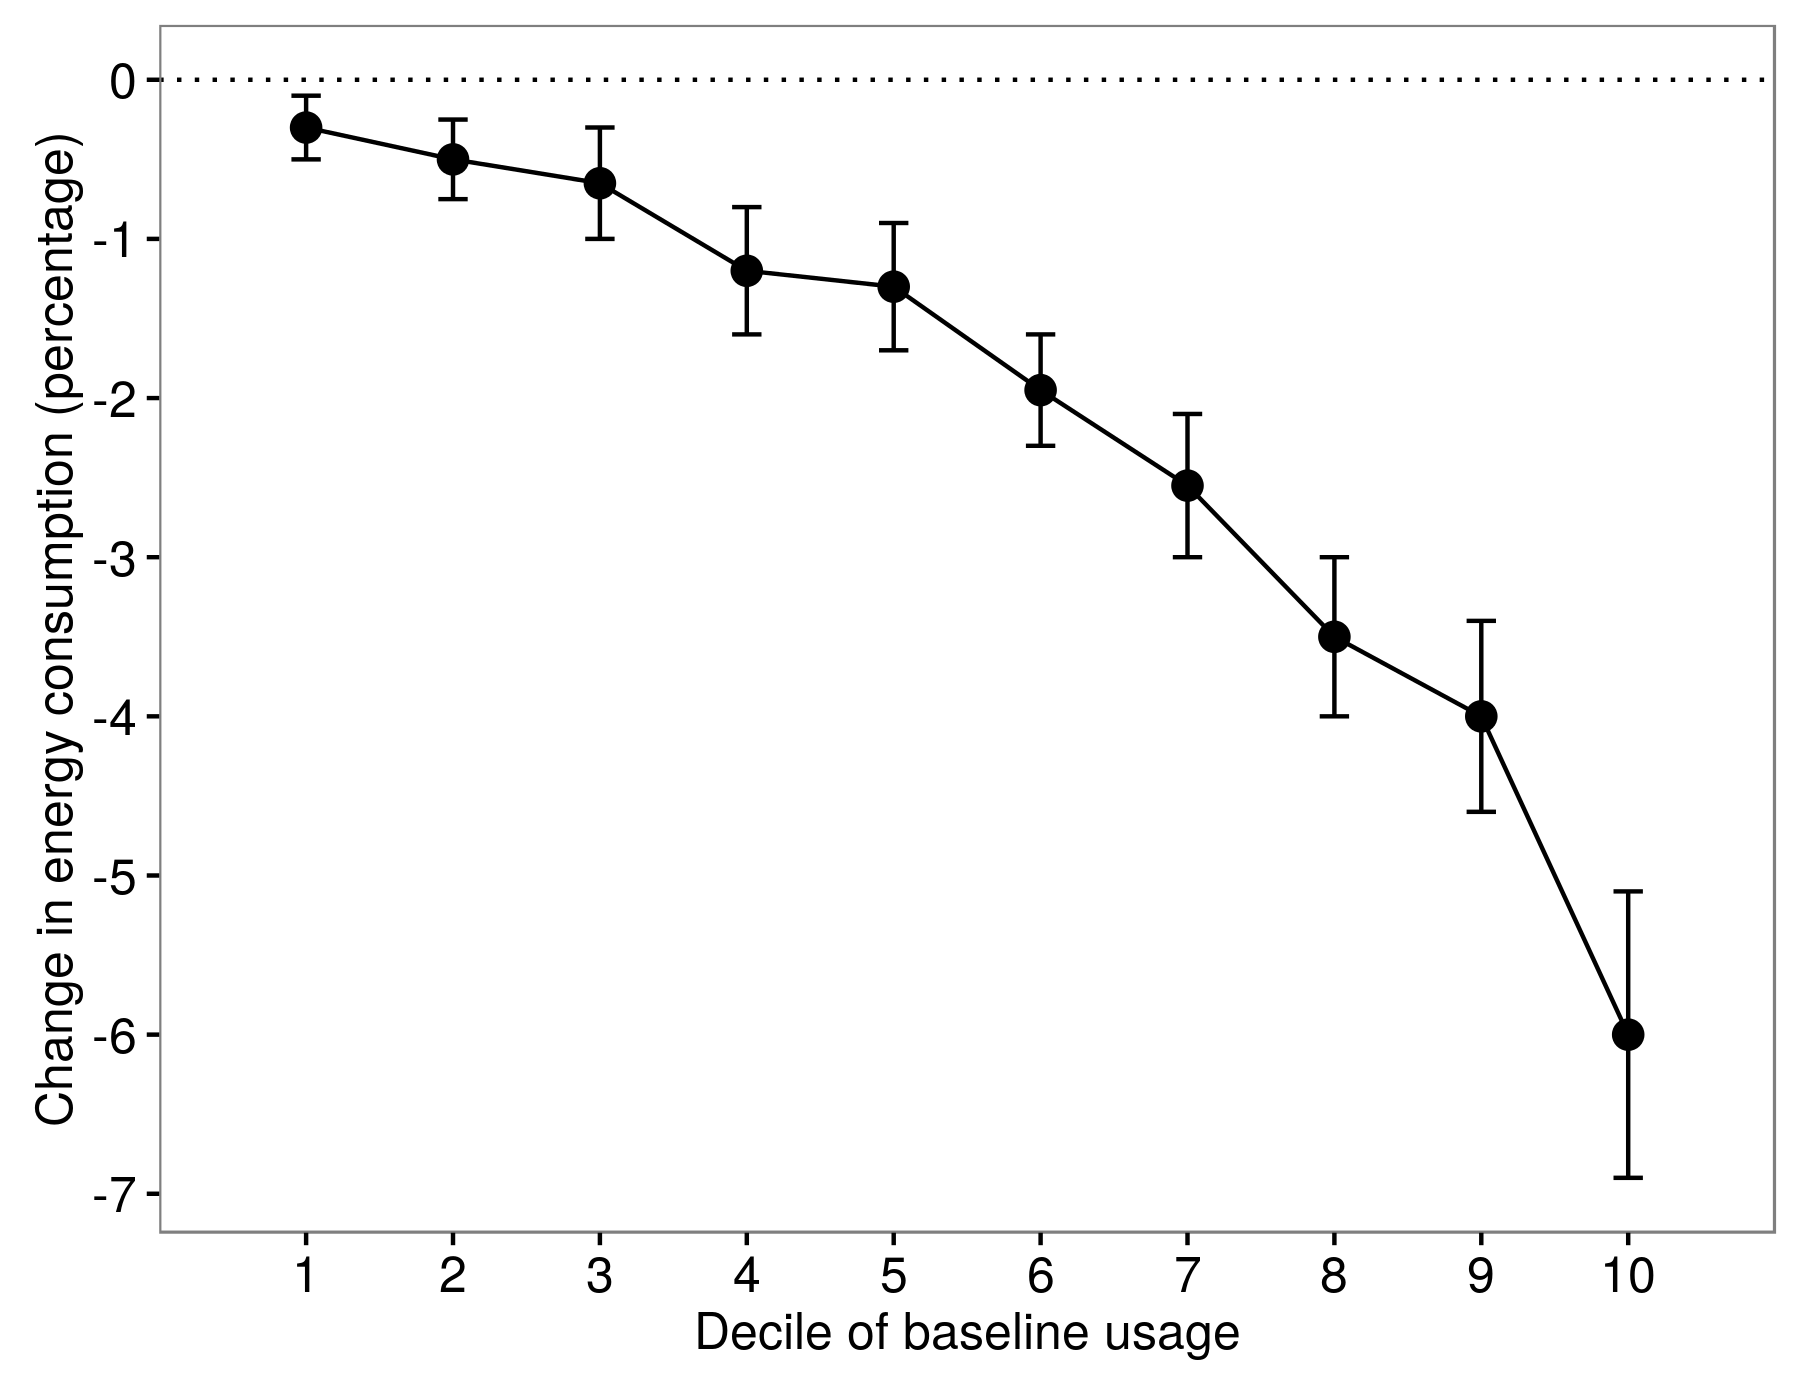 Change in energy consumption (percentage)
0
-1
-2
-3
-4
-5
-6
-7
1 2 3 4 5 6 7 8 9 10
Decile of baseline usage